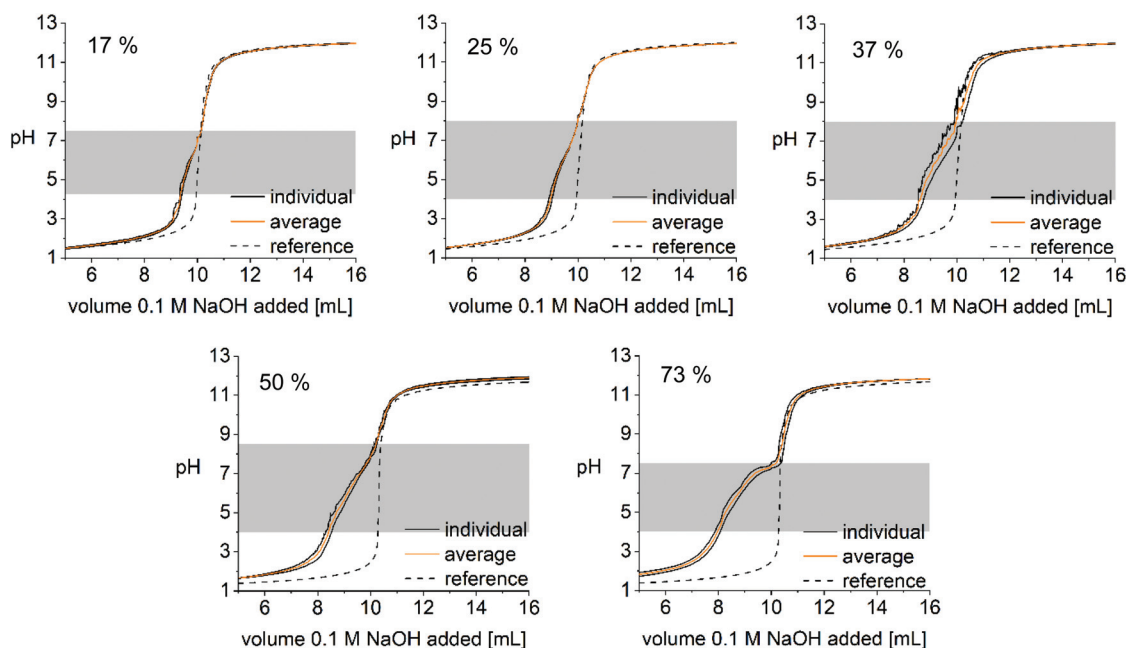 17 %
13
11
9
pH
7
5
3
1
individual
average
reference
6 8 10 12 14 16
volume 0.1 M NaOH added [mL]
25 %
13
11
9
pH
7
5
3
1
individual
average
reference
6 8 10 12 14 16
volume 0.1 M NaOH added [mL]
37 %
13
11
9
pH
7
5
3
1
individual
average
reference
6 8 10 12 14 16
volume 0.1 M NaOH added [mL]
50 %
13
11
9
pH
7
5
3
1
individual
average
reference
6 8 10 12 14 16
volume 0.1 M NaOH added [mL]
73 %
13
11
9
pH
7
5
3
1
individual
average
reference
6 8 10 12 14 16
volume 0.1 M NaOH added [mL]